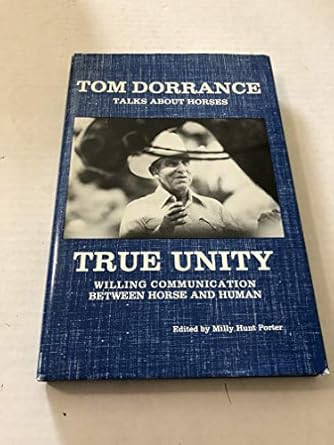 TOM DORRANCE
TALKS ABOUT HORSES
TRUE UNITY
WILLING COMMUNICATION
BETWEEN HORSE AND HUMAN
Edited by Milly Hunt Porter